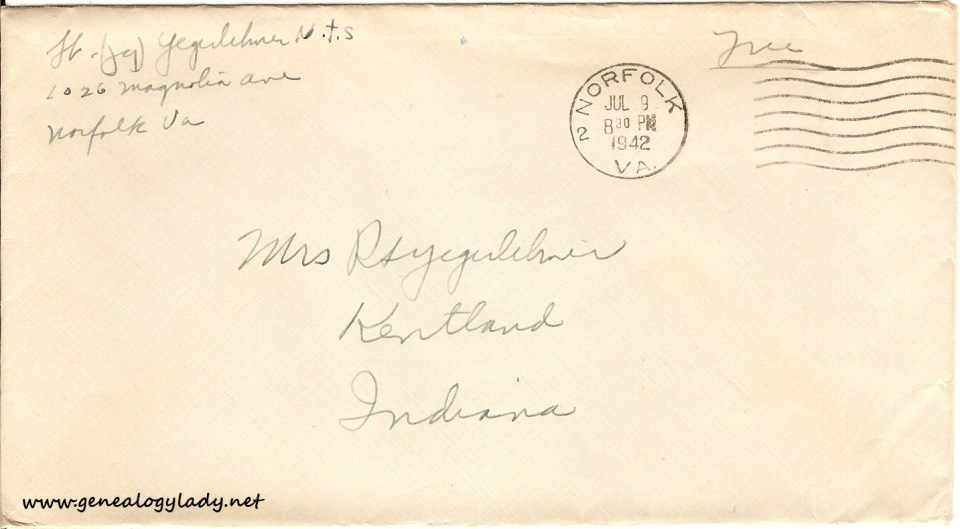 Lt. (jg) Yegerlehner N.t.s
1026 Magnolia ave
Norfolk Va
Free
2 NORFOLK VA.
JUL 9
8 30 PM
1942
Mrs R S Yegerlehner
Kentland
Indiana
www.genealogylady.net